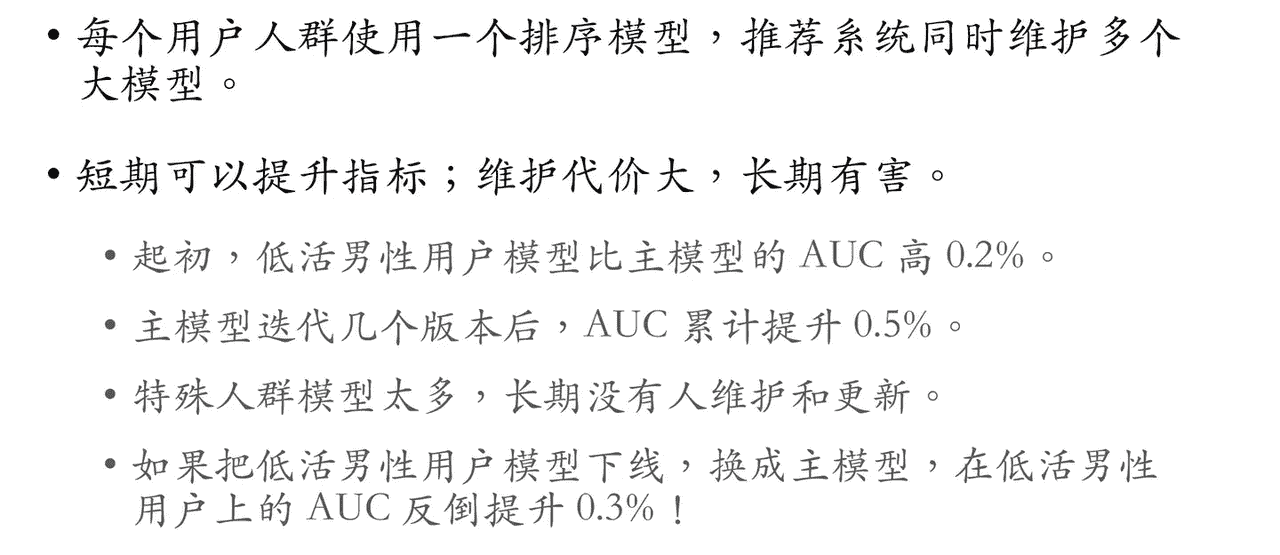 • 每个用户人群使用一个排序模型，推荐系统同时维护多个
大模型。
• 短期可以提升指标；维护代价大，长期有害。
• 起初，低活男性用户模型比主模型的 AUC 高 0.2%。
• 主模型迭代几个版本后，AUC 累计提升 0.5%。
• 特殊人群模型太多，长期没有人维护和更新。
• 如果把低活男性用户模型下线，换成主模型，在低活男性
用户上的 AUC 反倒提升 0.3%！